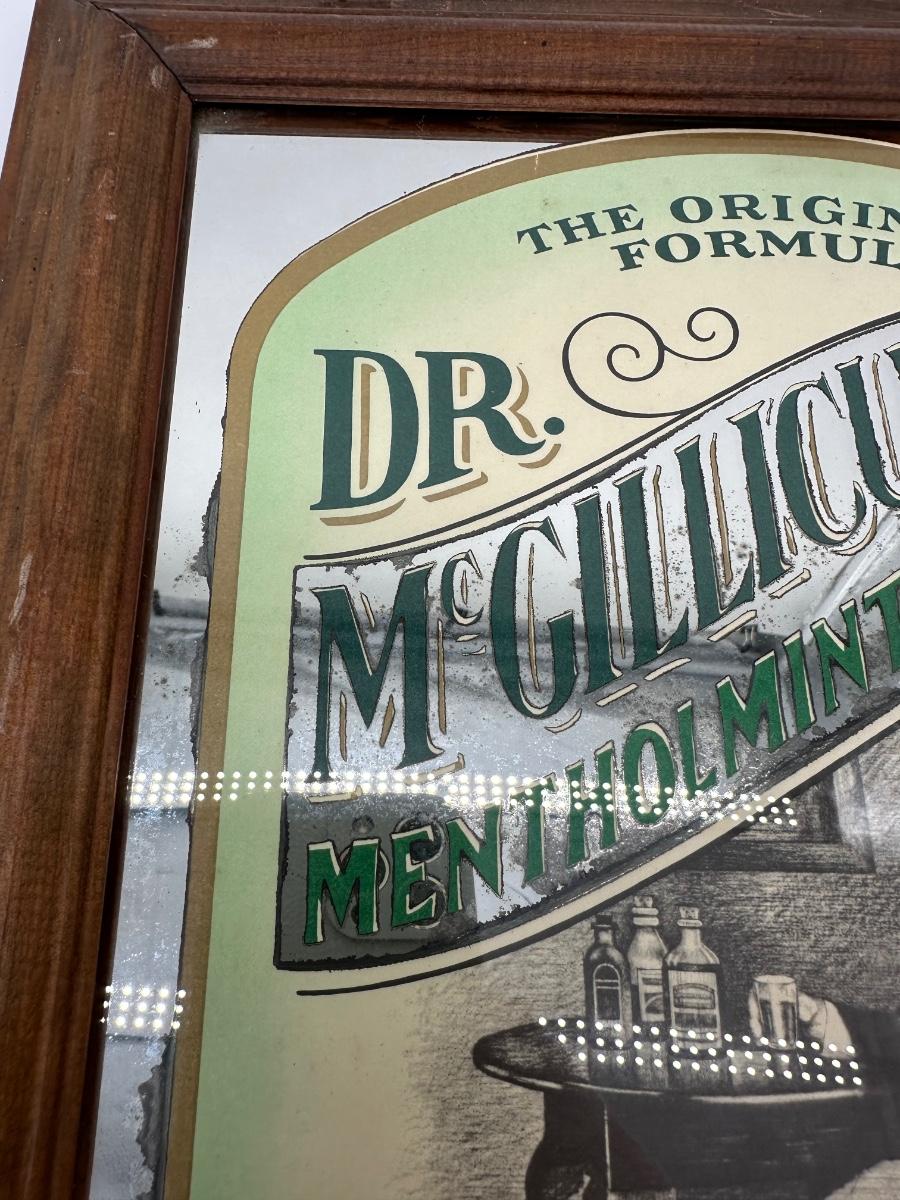 THE ORIGIN
FORMUL
DR.
McGILLICU
MENTHOLMINT